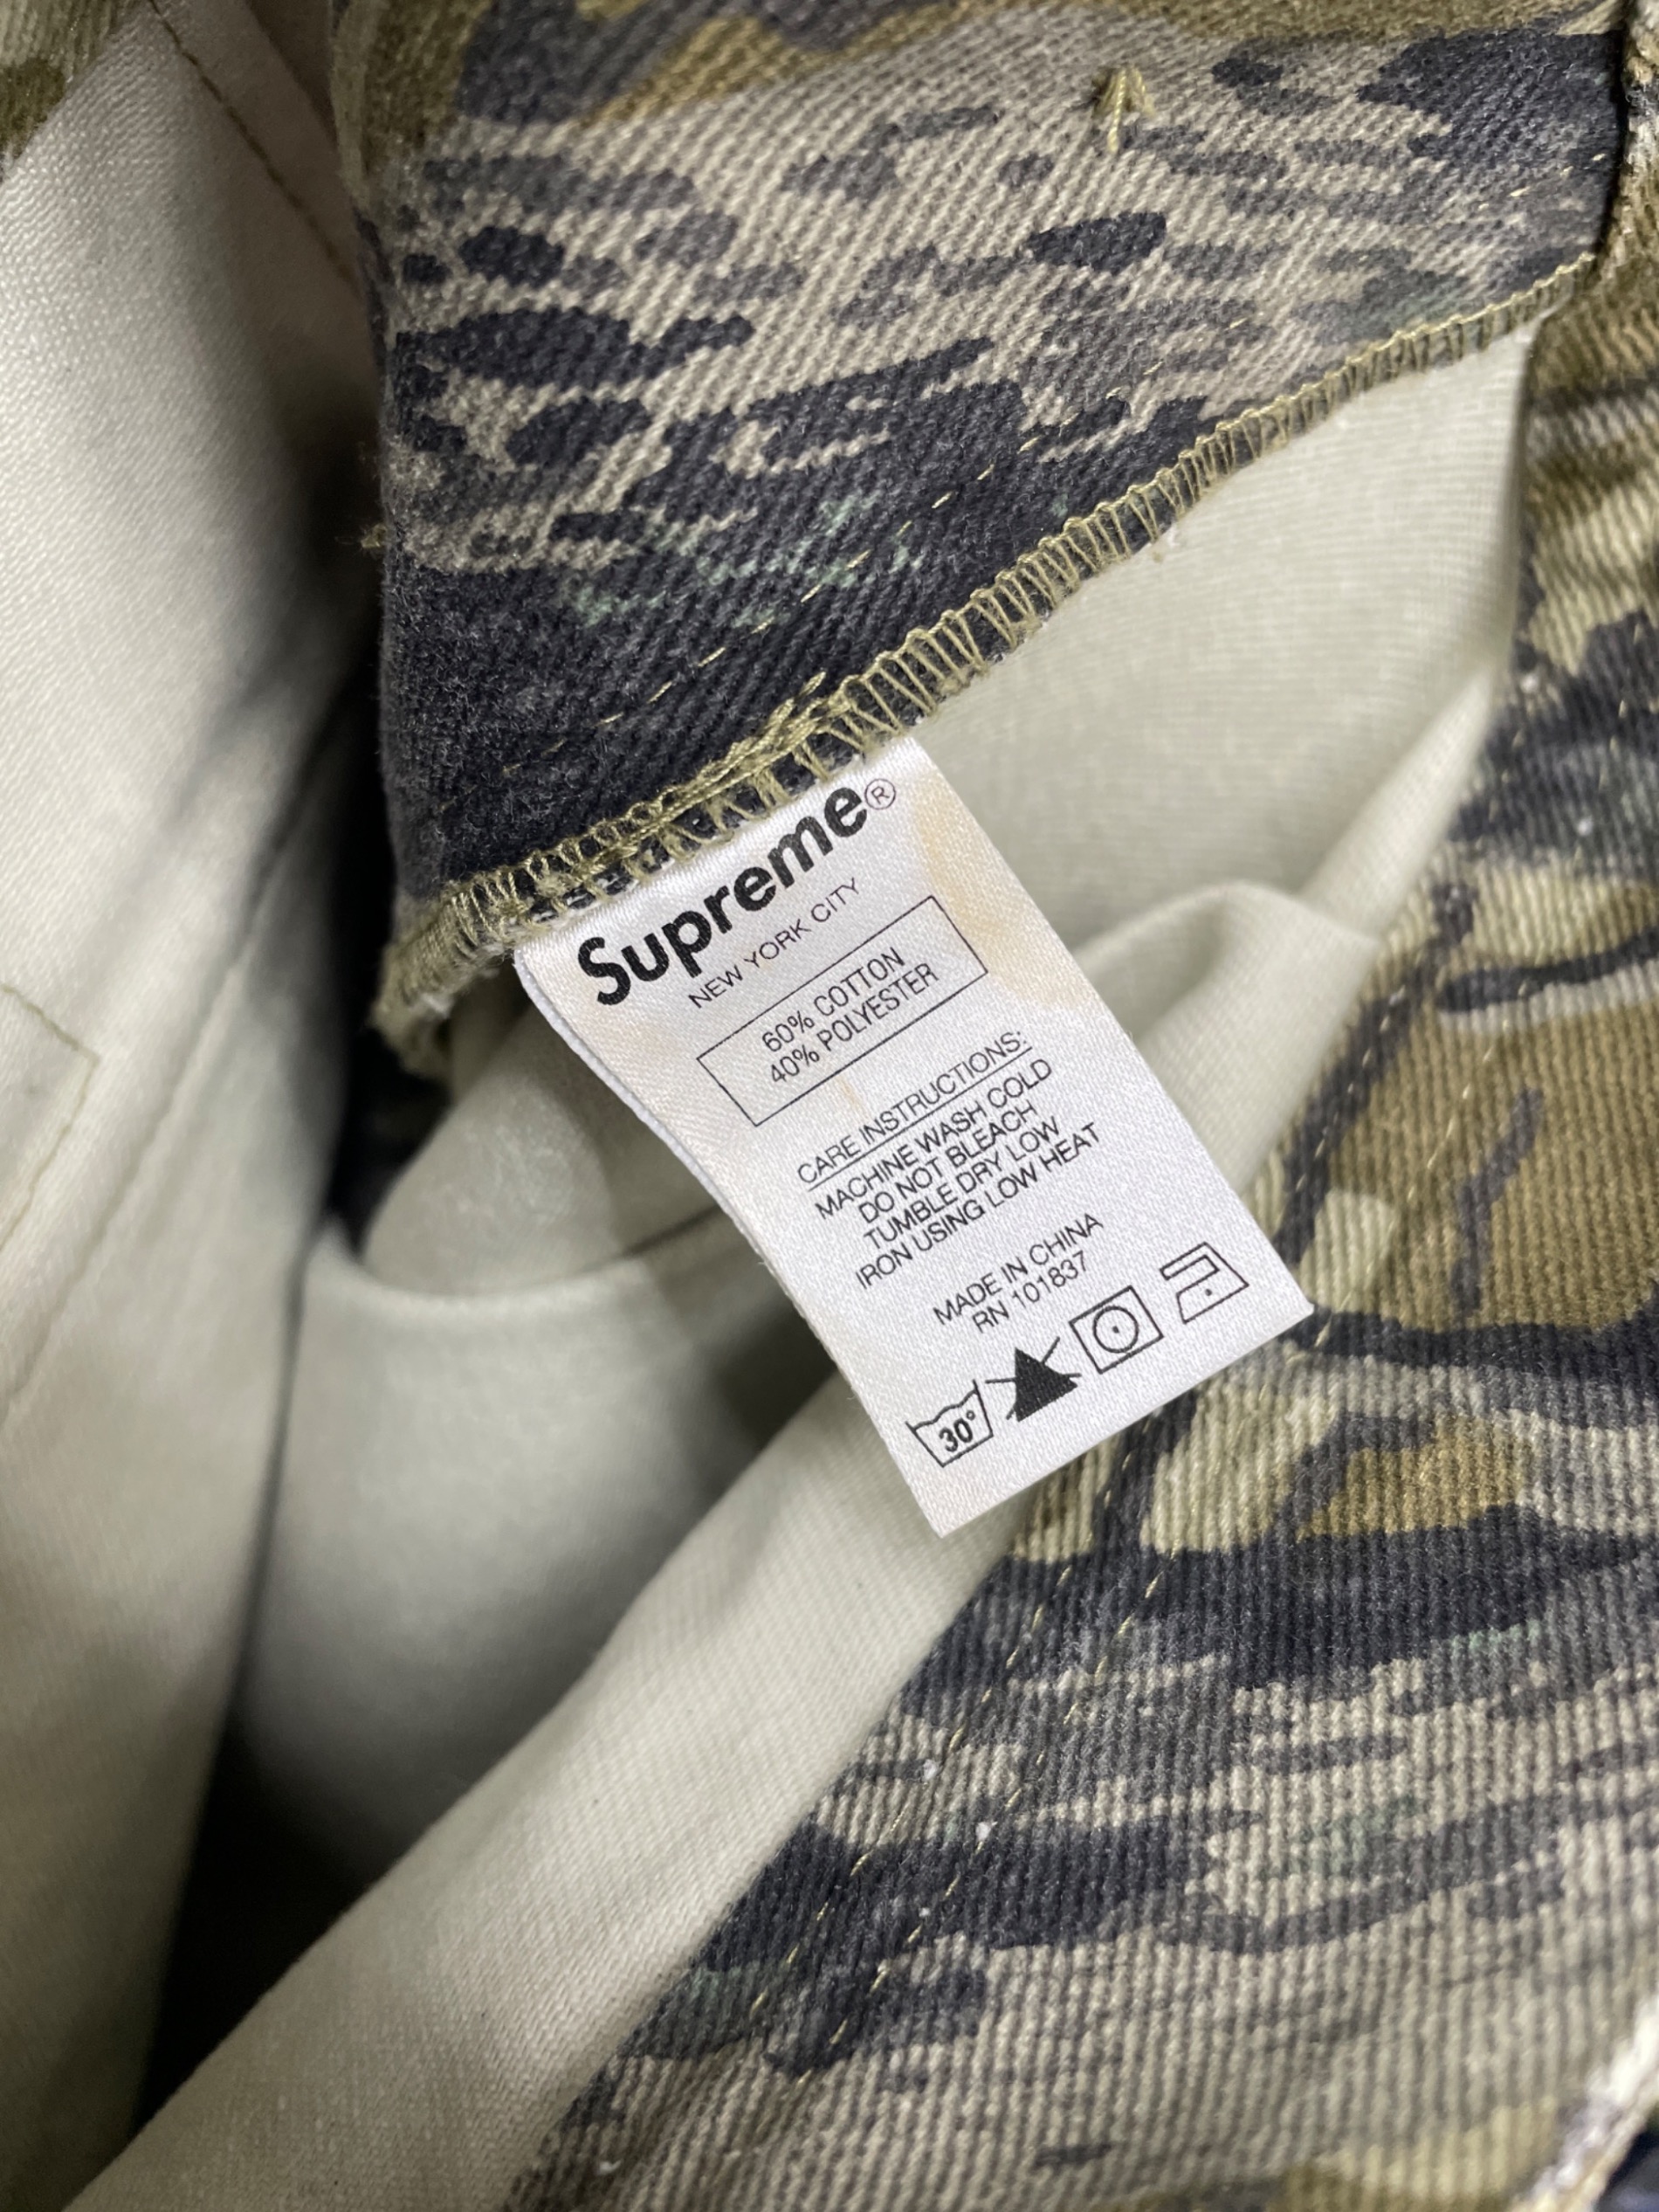 Supreme®
NEW YORK CITY
60% COTTON
40% POLYESTER
CARE INSTRUCTIONS:
MACHINE WASH COLD
DO NOT BLEACH
TUMBLE DRY LOW
IRON USING LOW HEAT
MADE IN CHINA
RN 101837
30°